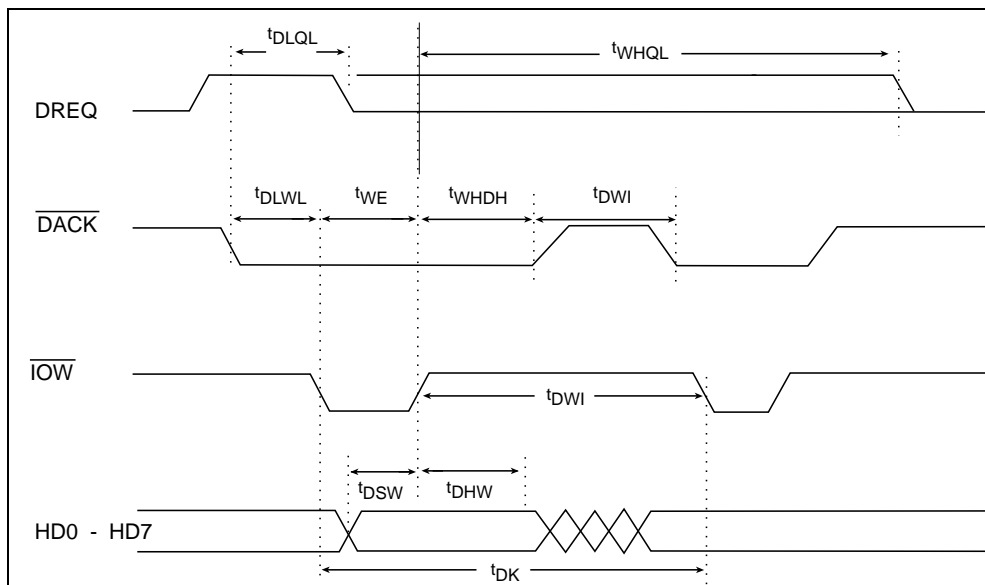 tDLQL
tWHQL
DREQ
tDLWL tWE tWHDH tDWI
DACK
IOW
tDWI
tDSW tDHW
HD0 - HD7
tDK